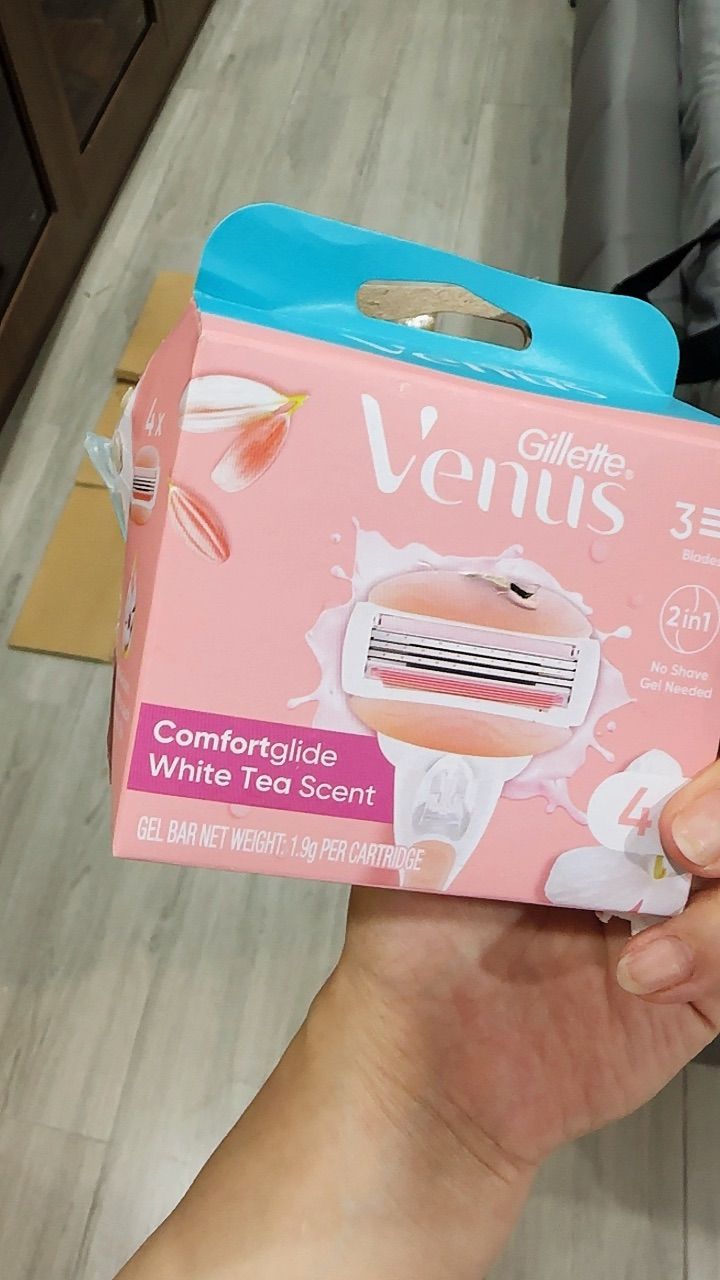 4x
Gillette®
Venus
3
Blades
2in1
No Shave
Gel Needed
Comfortglide
White Tea Scent
4
GEL BAR NET WEIGHT: 1.9g PER CARTRIDGE